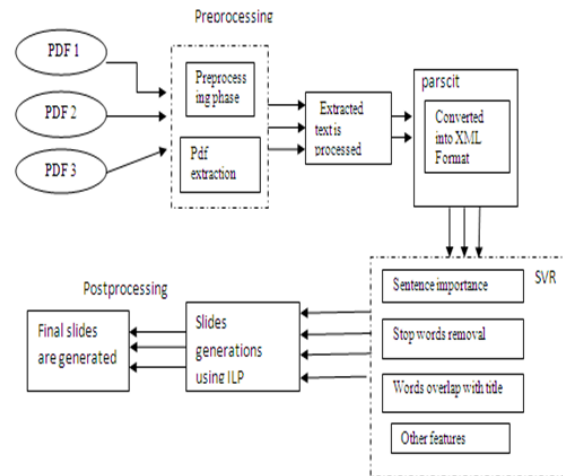 Preprocessing
PDF 1
PDF 2
PDF 3
Preprocess
ing phase
Pdf
extraction
Extracted
text is
processed
parscit
Converted
into XML
Format
SVR
Sentence importance
Stop words removal
Words overlap with title
Other features
Slides
generations
using ILP
Postprocessing
Final slides
are generated